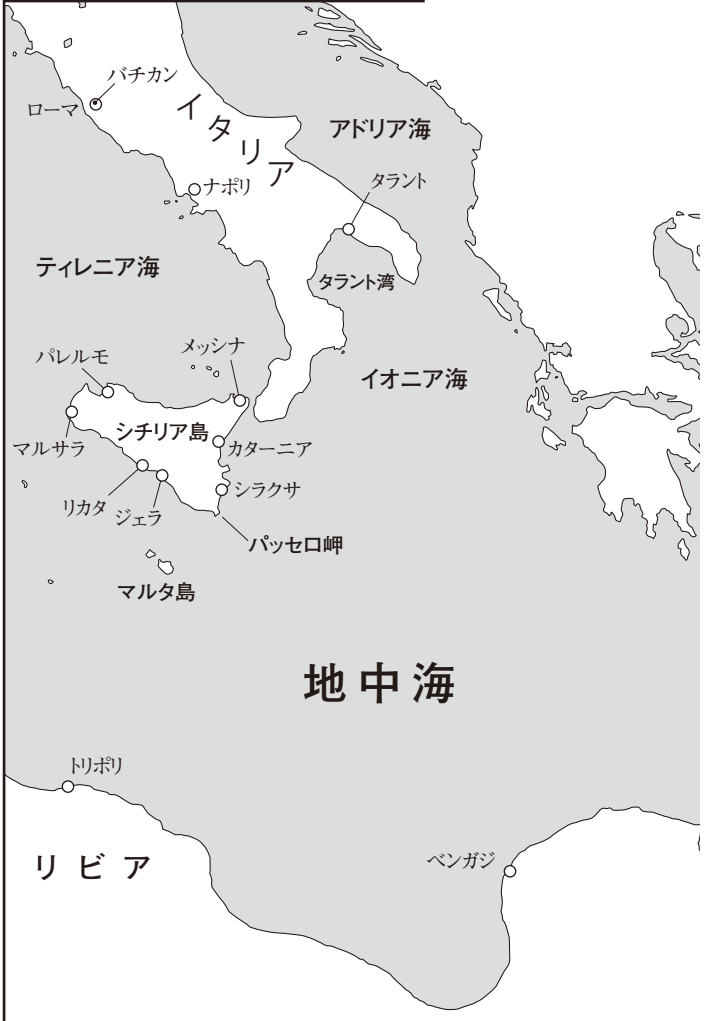 バチカン
ローマ
イタリア
アドリア海
タラント
ナポリ
ティレニア海
タラント湾
メッシナ
パレルモ
イオニア海
シチリア島
マルサラ
カターニア
リカタ
ジェラ
シラクサ
パッセロ岬
マルタ島
地中海
トリポリ
リビア
ベンガジ